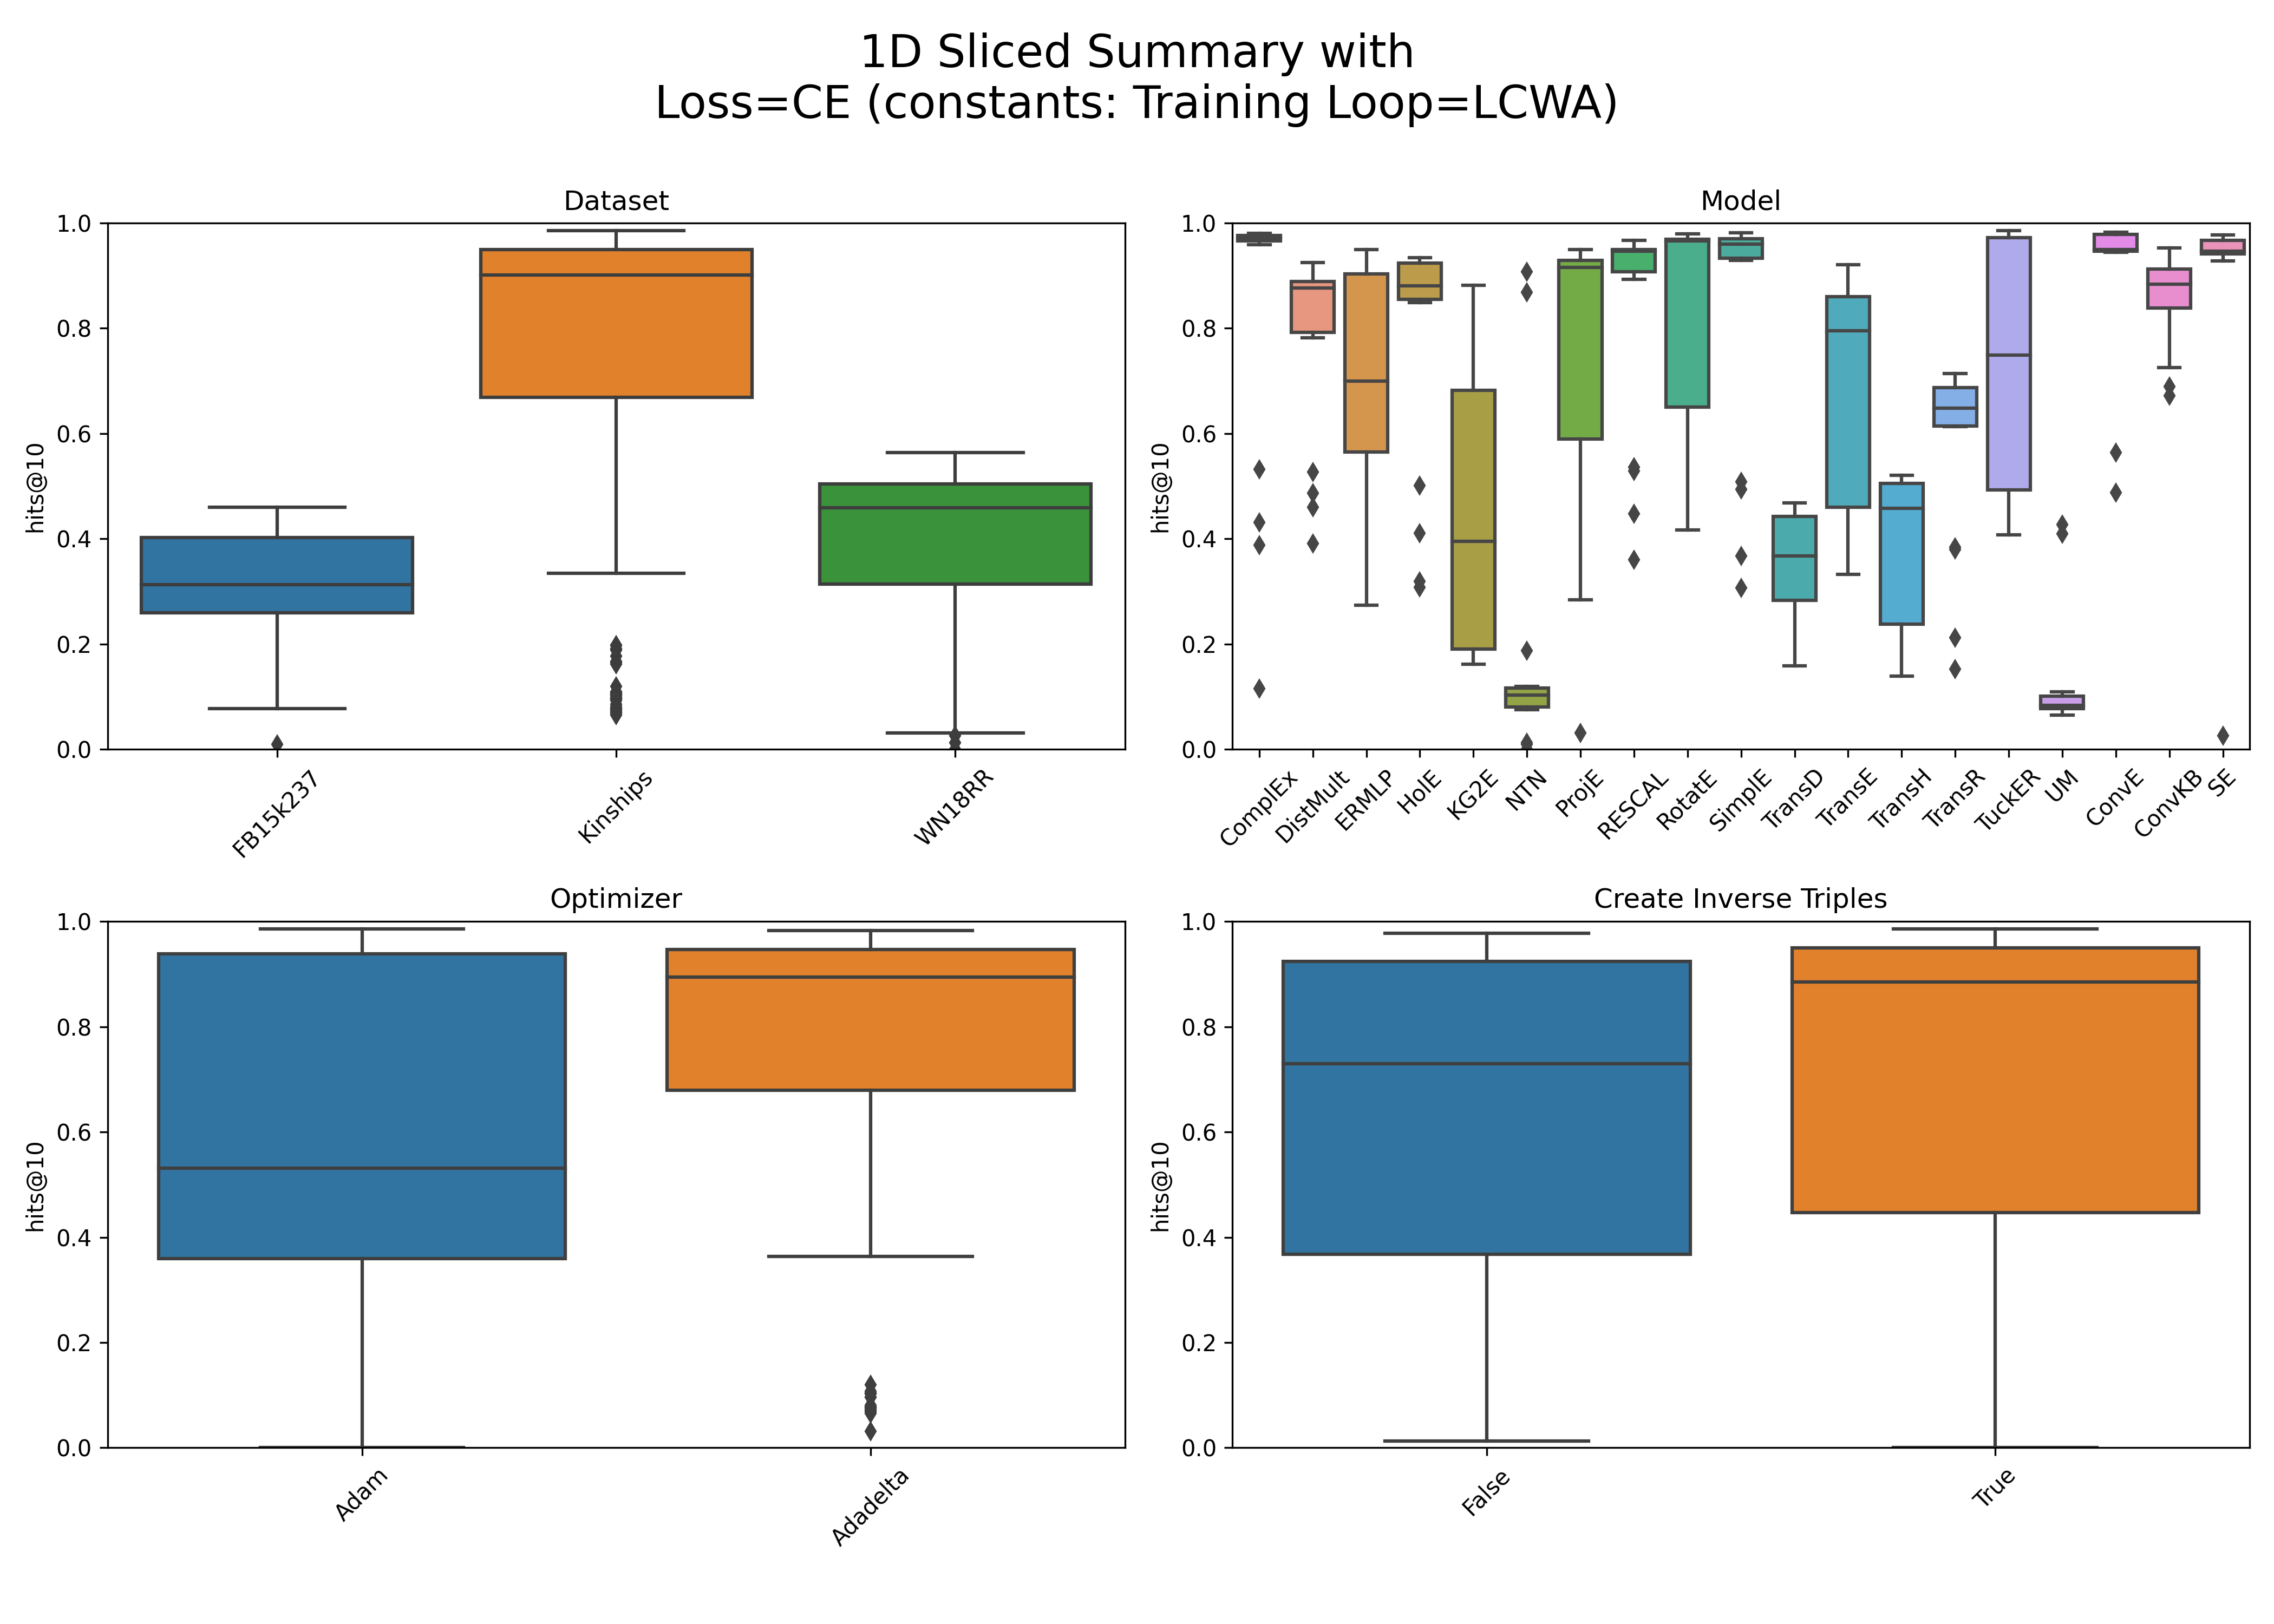 1D Sliced Summary with
Loss=CE (constants: Training Loop=LCWA)
Dataset
hits@10
1.0
0.8
0.6
0.4
0.2
0.0
FB15k237
Kinships
WN18RR
Model
hits@10
1.0
0.8
0.6
0.4
0.2
0.0
ComplEx
DistMult
ERMLP
HolE
KG2E
NTN
ProjE
RESCAL
RotatE
SimplE
TransD
TransE
TransH
TransR
TuckER
UM
ConvE
ConvKB
SE
Optimizer
hits@10
1.0
0.8
0.6
0.4
0.2
0.0
Adam
Adadelta
Create Inverse Triples
hits@10
1.0
0.8
0.6
0.4
0.2
0.0
False
True